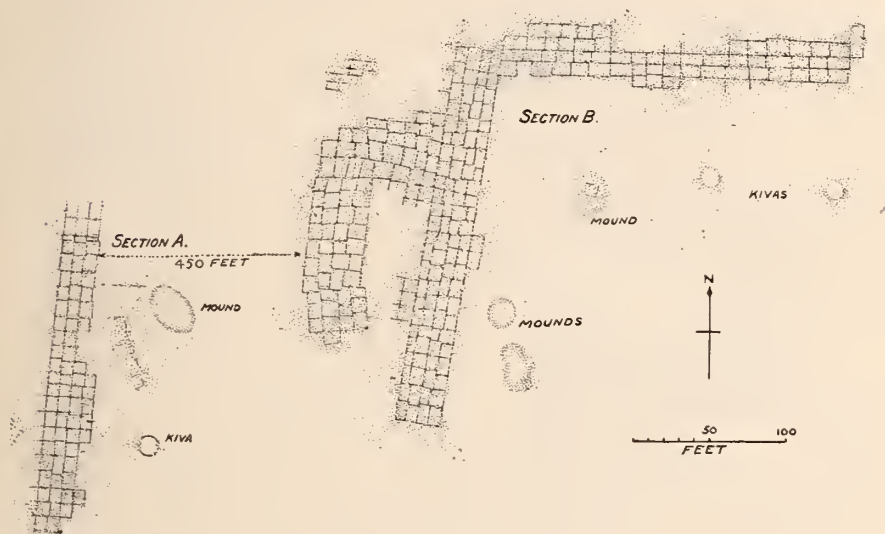 SECTION B.
MOUND
KIVAS
SECTION A.
450 FEET
MOUND
MOUNDS
N
KIVA
50 100
FEET